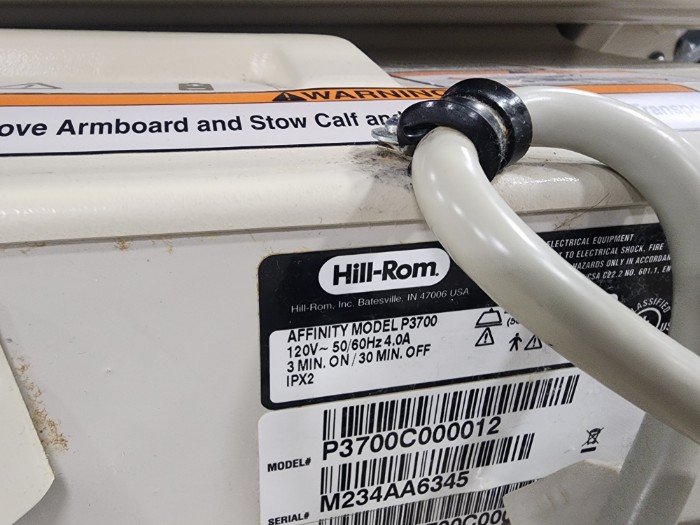 WARNING
ove Armboard and Stow Calf an
Hill-Rom
Hill-Rom, Inc. Batesville, IN 47006 USA
ELECTRICAL EQUIPMENT
TO ELECTRICAL SHOCK, FIRE
HAZARDS ONLY IN ACCORDAN
CSA C22.2 NO. 601.1, EN
CLASSIFIED
AFFINITY MODEL P3700
120V~ 50/60Hz 4.0A
3 MIN. ON / 30 MIN. OFF
IPX2
MODEL# P3700C000012
SERIAL# M234AA6345